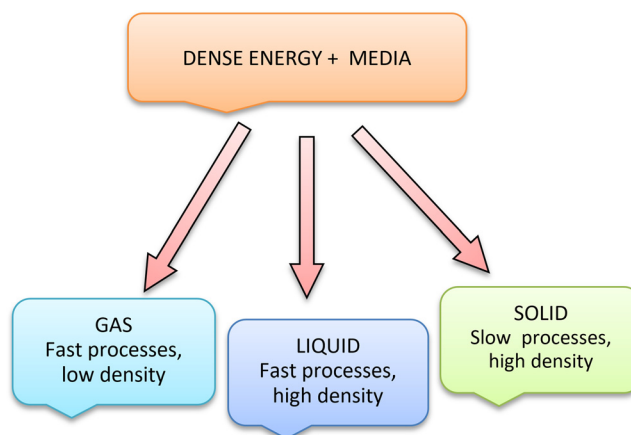 DENSE ENERGY + MEDIA
GAS
Fast processes,
low density
LIQUID
Fast processes,
high density
SOLID
Slow processes,
high density